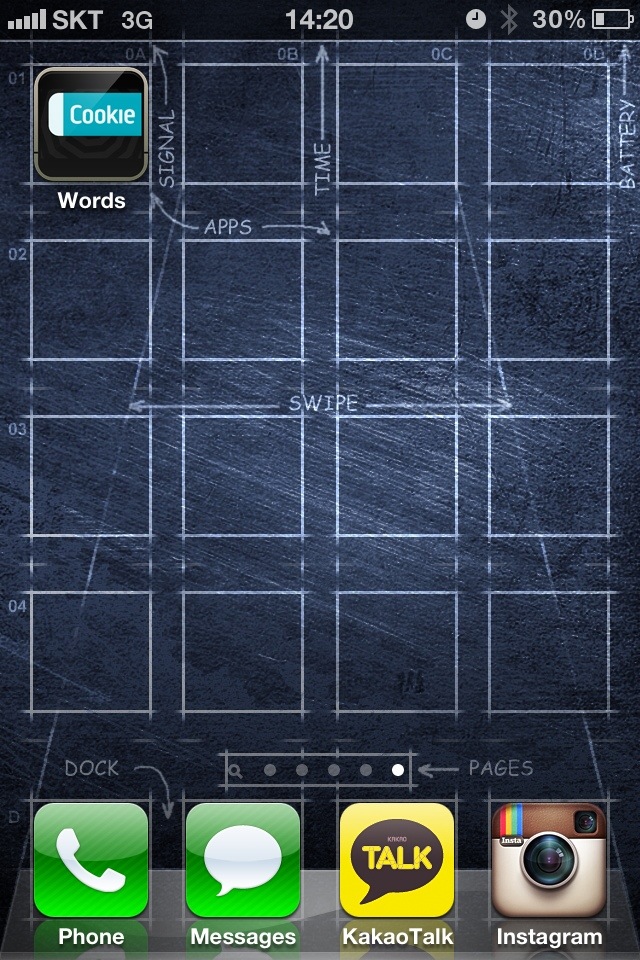 SKT 3G 14:20 30%
0A 0B 0C 0D
01
Cookie
SIGNAL
TIME
BATTERY
Words
APPS
02
SWIPE
03
04
DOCK
PAGES
D
KAKAO
TALK
Insta
Phone Messages KakaoTalk Instagram